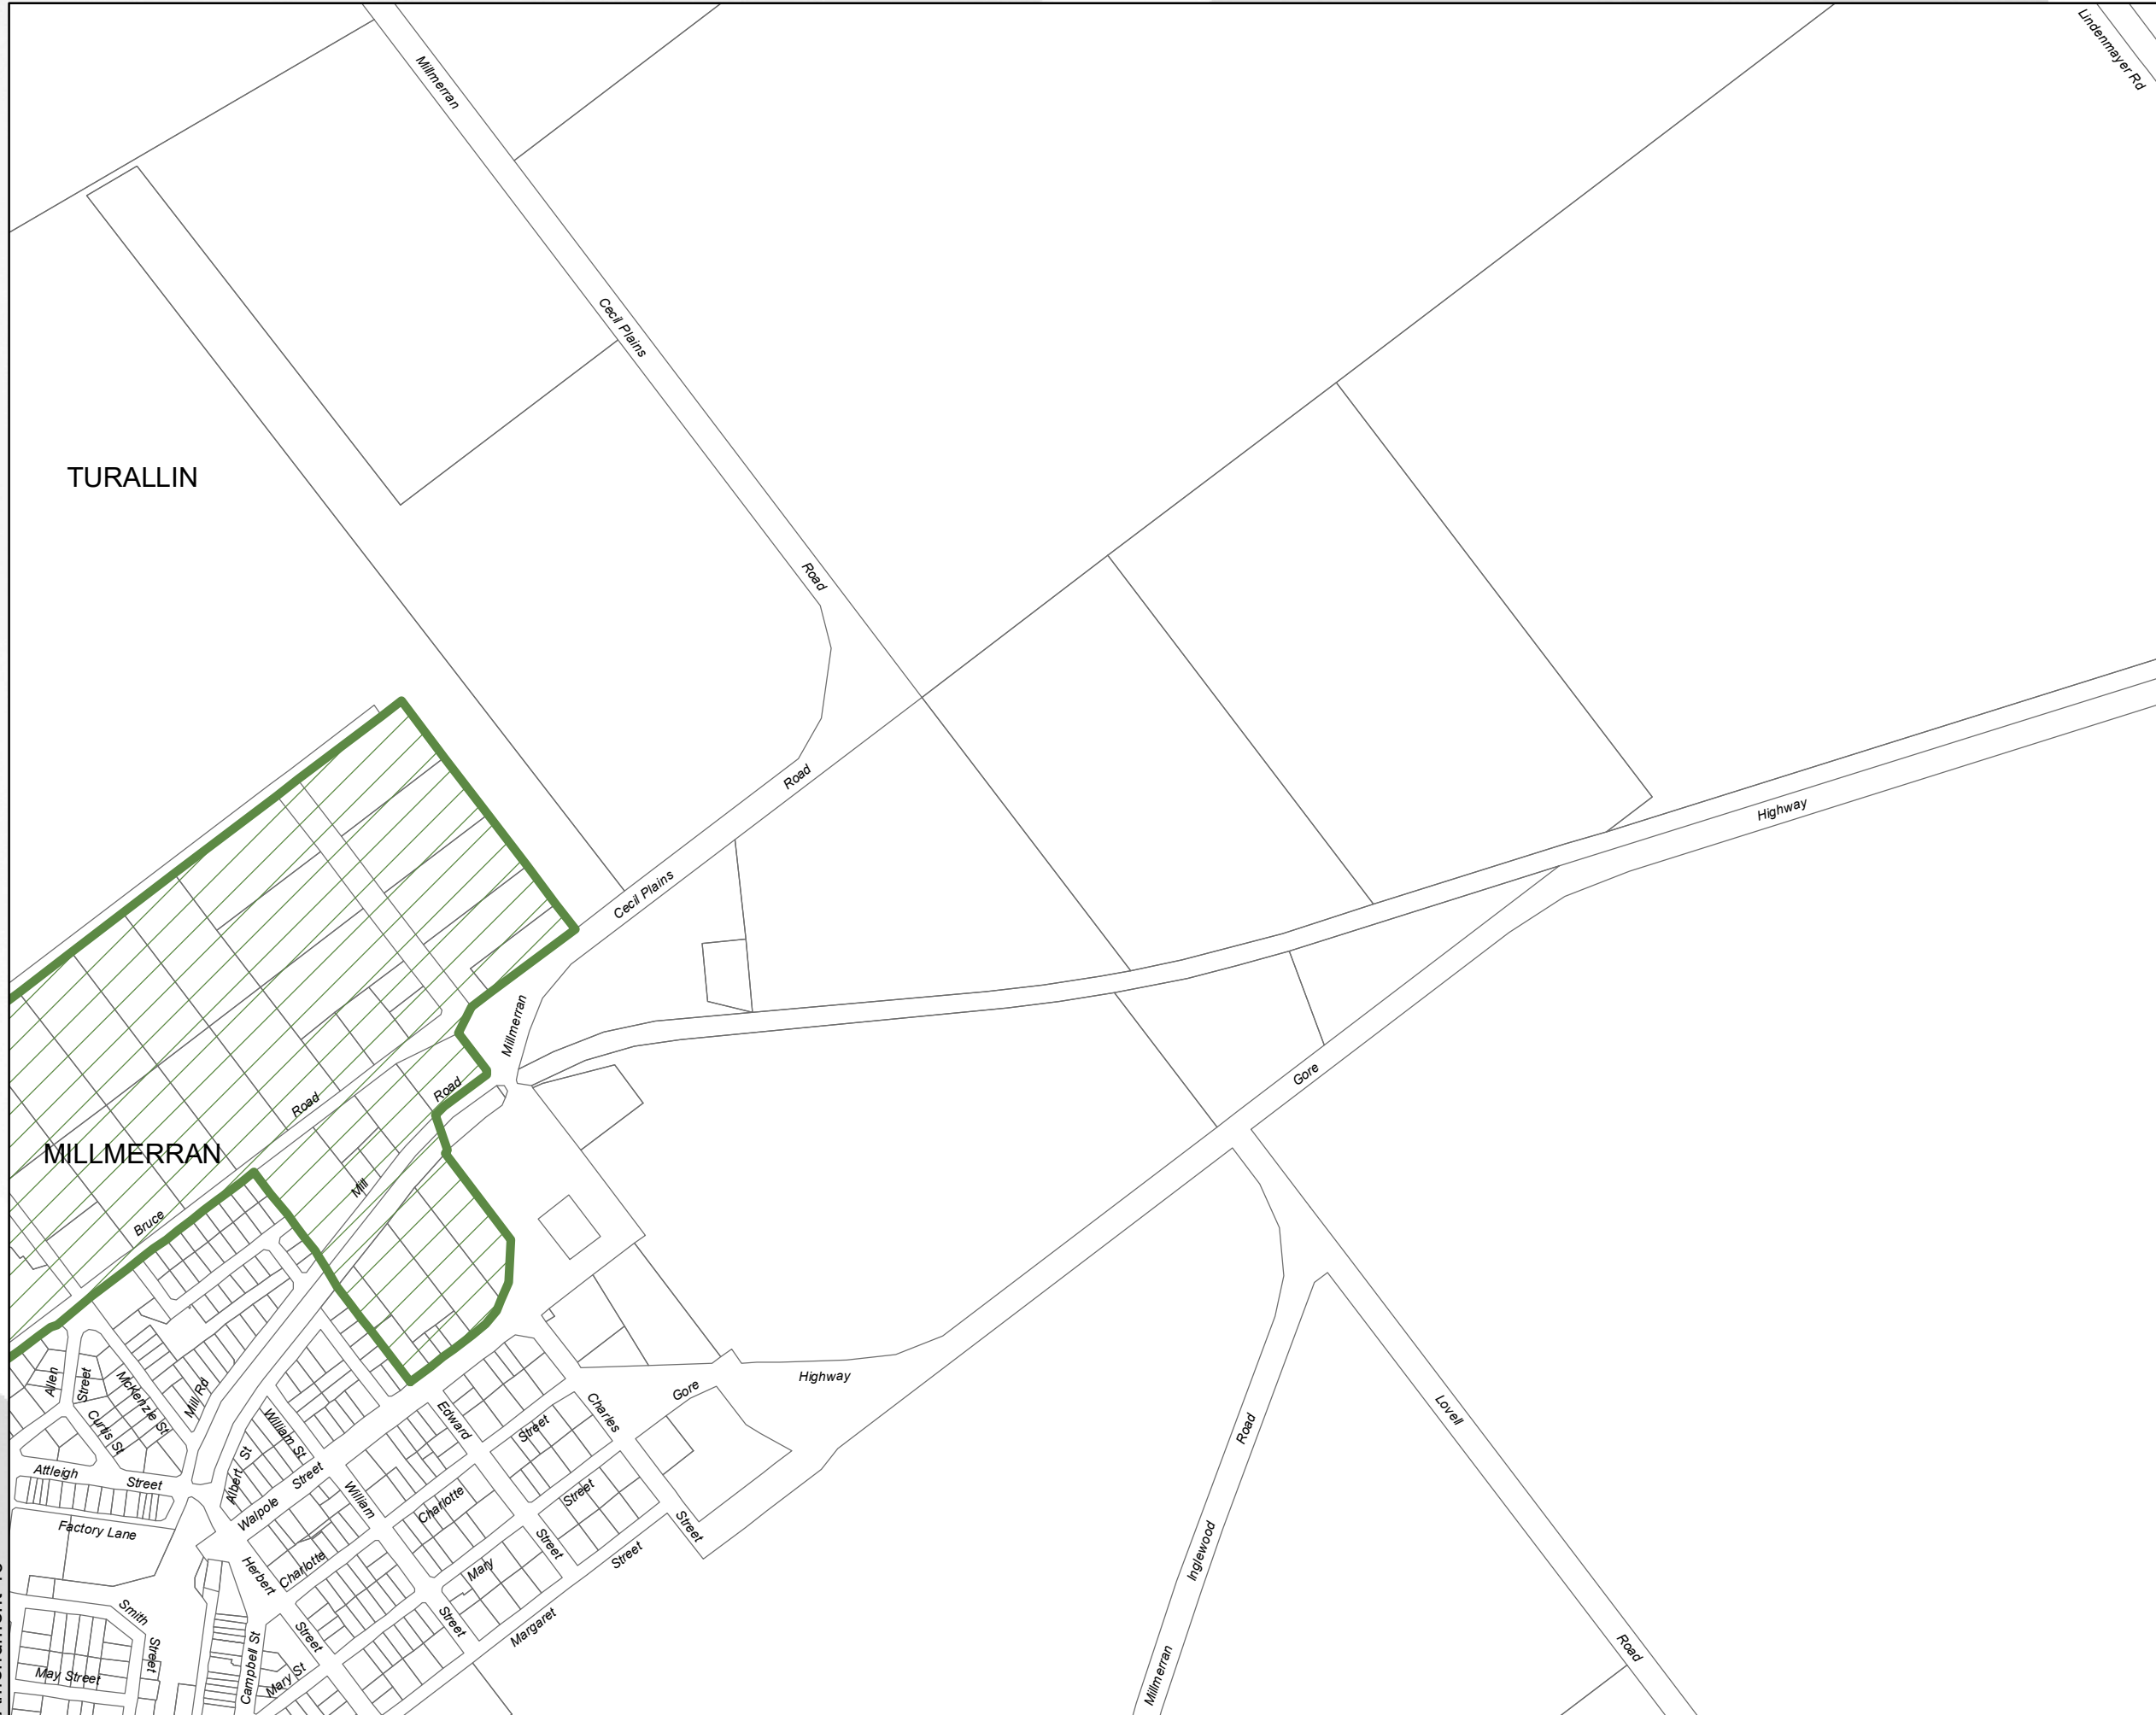 Lindenmayer Rd
Millmerran
Cecil Plains
TURALLIN
Road
Road
Highway
Cecil Plains
Millmerran
Gore
Road
Road
MILLMERRAN
Mill
Bruce
Highway
Allen
Street
McKenzie St
Mill Rd
Gore
Edward
Charles
Street
Curtis St
William St
Lovell
Road
Albert St
Attleigh
Street
Street
Walpole
William
Charlotte
Street
Factory Lane
Street
Street
Street
Herbert
Charlotte
Mary
Inglewood
Smith
Street
Street
Street
Margaret
Road
May Street
Campbell St
Mary St
Millmerran